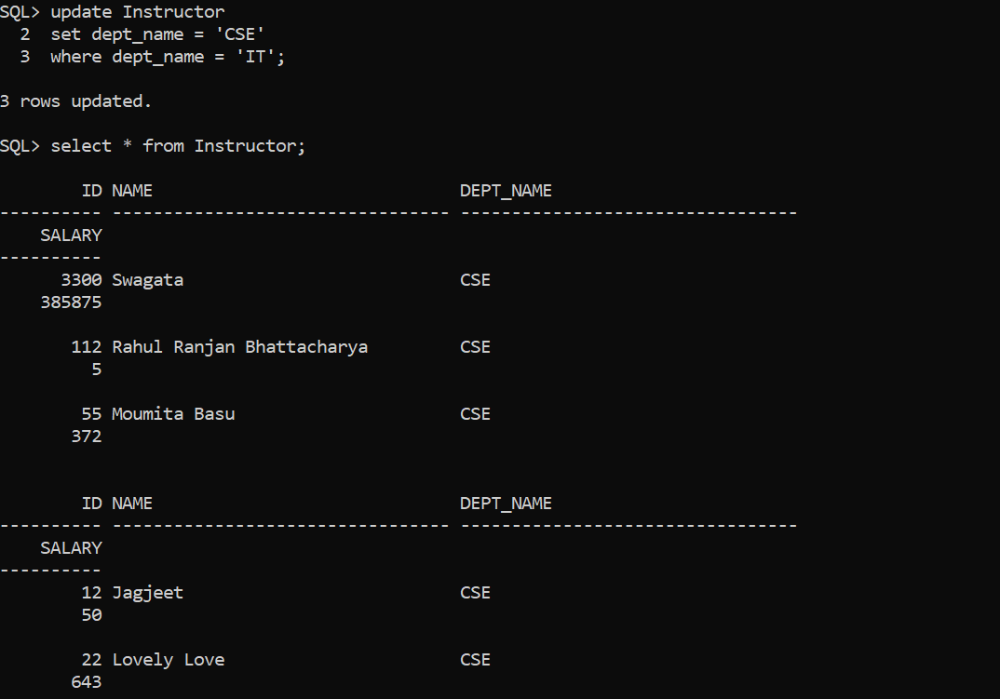 SQL> update Instructor
  2  set dept_name = 'CSE'
  3  where dept_name = 'IT';

3 rows updated.

SQL> select * from Instructor;

        ID NAME                              DEPT_NAME
---------- --------------------------------- ---------------------------------
    SALARY
----------
      3300 Swagata                           CSE
    385875

       112 Rahul Ranjan Bhattacharya         CSE
         5

        55 Moumita Basu                      CSE
       372


        ID NAME                              DEPT_NAME
---------- --------------------------------- ---------------------------------
    SALARY
----------
        12 Jagjeet                           CSE
        50

        22 Lovely Love                       CSE
       643